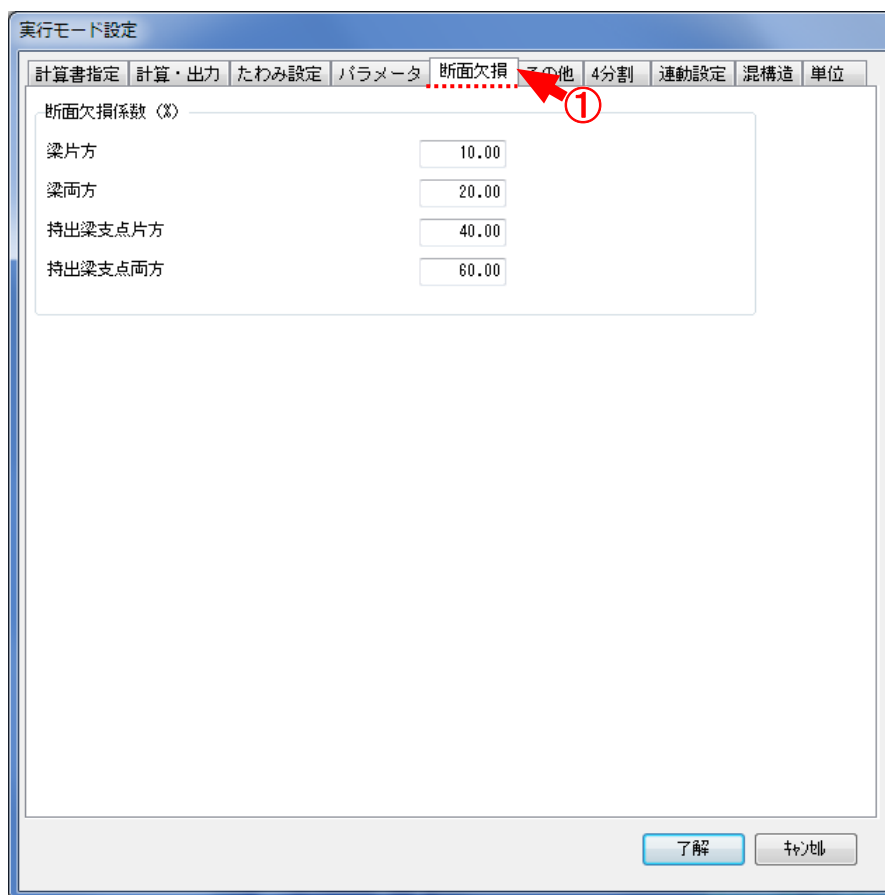 実行モード設定
計算書指定 計算・出力 たわみ設定 パラメータ 断面欠損 その他 4分割 連動設定 混構造 単位
①
断面欠損係数 (%)
梁片方 10.00
梁両方 20.00
持出梁支点片方 40.00
持出梁支点両方 60.00
了解 キャンセル